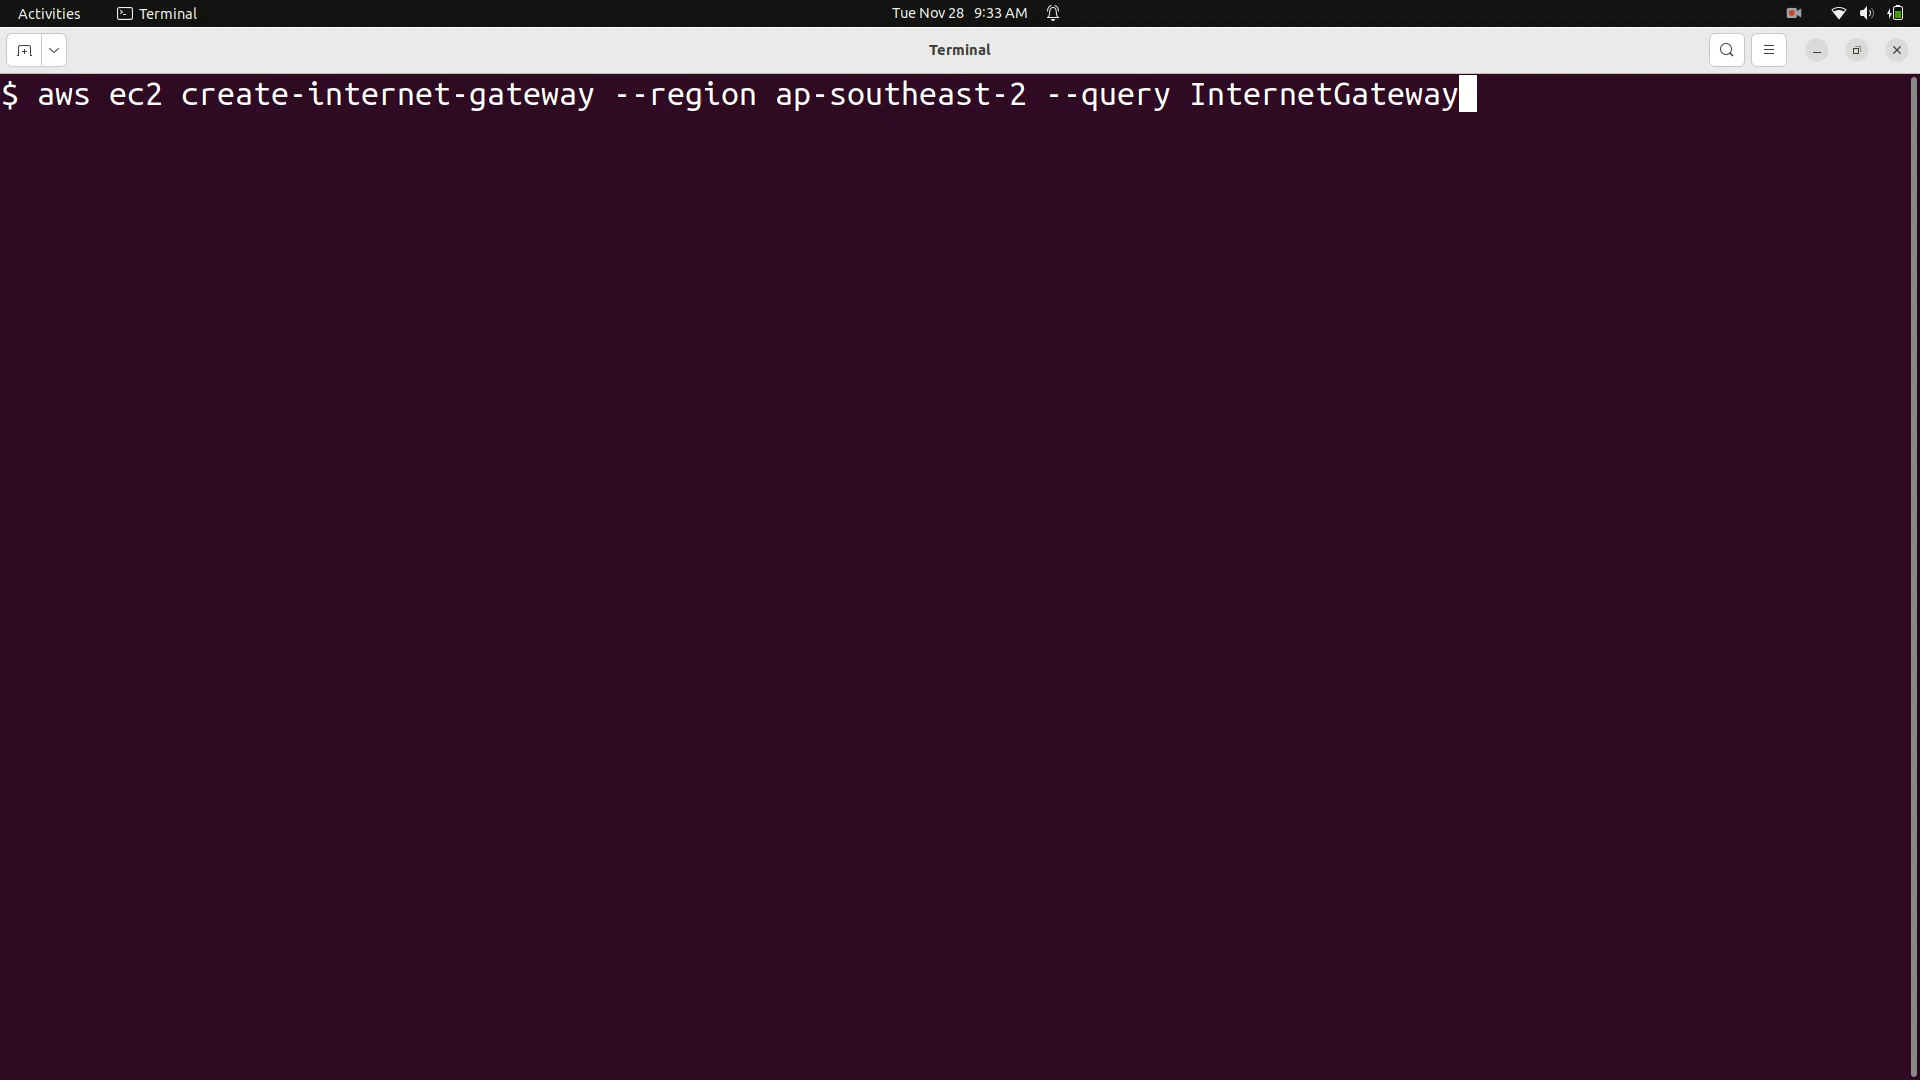 Activities Terminal Tue Nov 28 9:33 AM
Terminal
$ aws ec2 create-internet-gateway --region ap-southeast-2 --query InternetGateway